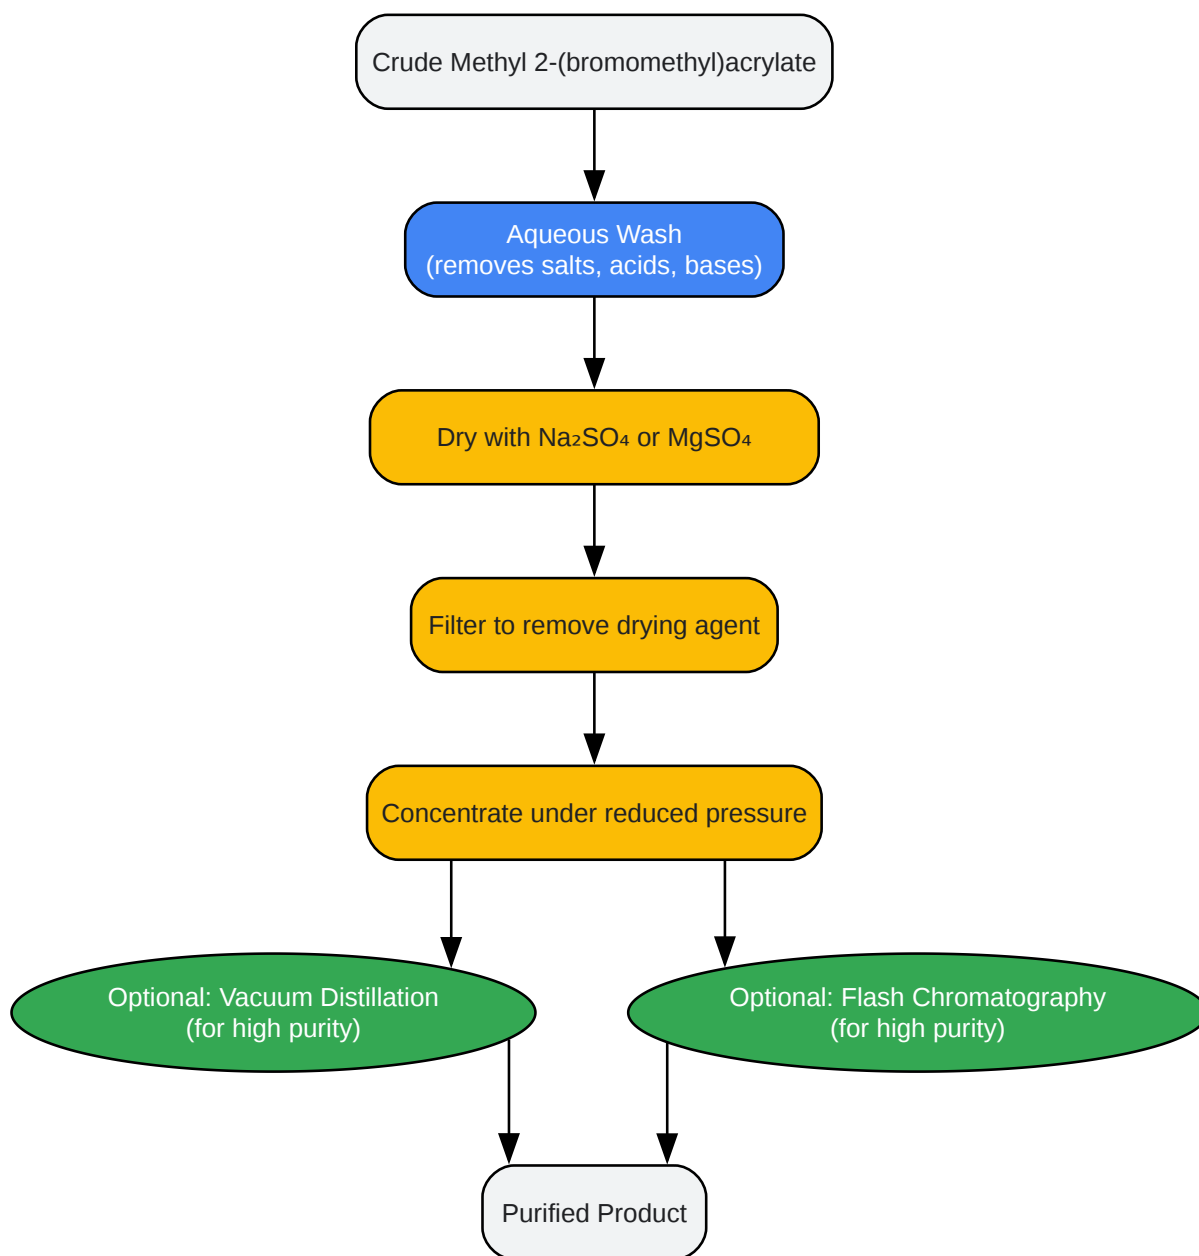 Crude Methyl 2-(bromomethyl)acrylate
Aqueous Wash
(removes salts, acids, bases)
Dry with Na₂SO₄ or MgSO₄
Filter to remove drying agent
Concentrate under reduced pressure
Optional: Vacuum Distillation
(for high purity)
Optional: Flash Chromatography
(for high purity)
Purified Product